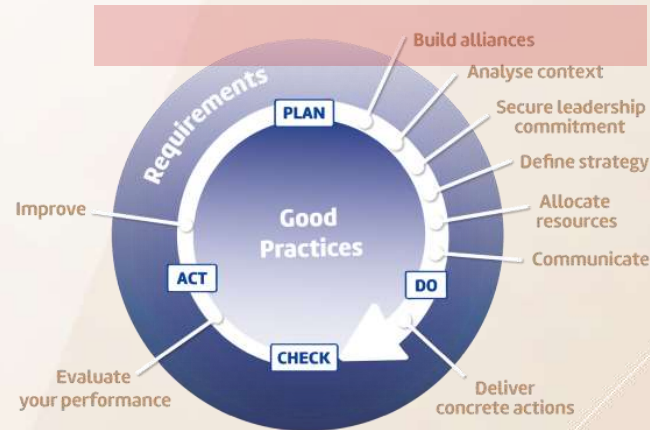 Build alliances
Analyse context
Requirements
PLAN
Secure leadership
commitment
Define strategy
Allocate
resources
Improve
Good
Practices
Communicate
ACT
DO
CHECK
Evaluate
your performance
Deliver
concrete actions